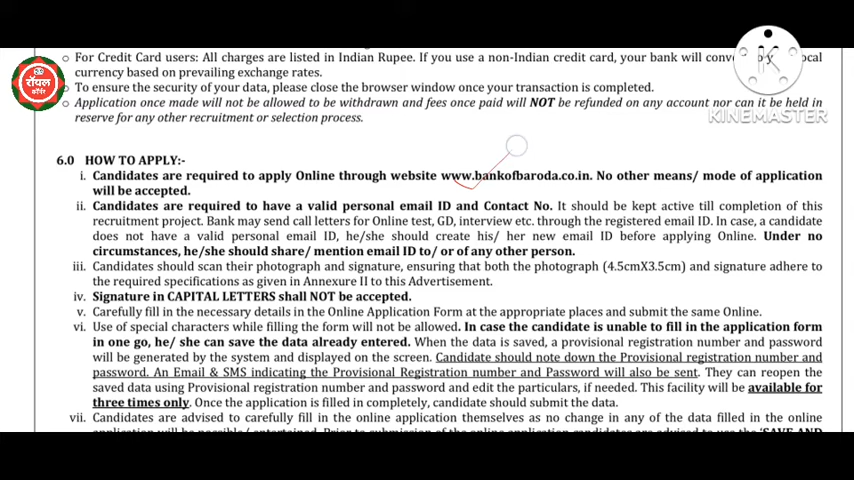 For Credit Card users: All charges are listed in Indian Rupee. If you use a non-Indian credit card, your bank will
currency based on prevailing exchange rates.
To ensure the security of your data, please close the browser window once your transaction is completed.
Application once made will not be allowed to be withdrawn and fees once paid will NOT be refunded on any account nor can it be held in
reserve for any other recruitment or selection process.
रॉयल
कॉर्नर
KINEMASTER
6.0 HOW TO APPLY:-
i. Candidates are required to apply Online through website www.bankofbaroda.co.in. No other means/ mode of application
will be accepted.
ii. Candidates are required to have a valid personal email ID and Contact No. It should be kept active till completion of this
recruitment project. Bank may send call letters for Online test, GD, interview etc. through the registered email ID. In case, a candidate
does not have a valid personal email ID, he/she should create his/ her new email ID before applying Online. Under no
circumstances, he/she should share/ mention email ID to/ or of any other person.
iii. Candidates should scan their photograph and signature, ensuring that both the photograph (4.5cmX3.5cm) and signature adhere to
the required specifications as given in Annexure II to this Advertisement.
iv. Signature in CAPITAL LETTERS shall NOT be accepted.
v. Carefully fill in the necessary details in the Online Application Form at the appropriate places and submit the same Online.
vi. Use of special characters while filling the form will not be allowed. In case the candidate is unable to fill in the application form
in one go, he/ she can save the data already entered. When the data is saved, a provisional registration number and password
will be generated by the system and displayed on the screen. Candidate should note down the Provisional registration number and
password. An Email & SMS indicating the Provisional Registration number and Password will also be sent. They can reopen the
saved data using Provisional registration number and password and edit the particulars, if needed. This facility will be available for
three times only. Once the application is filled in completely, candidate should submit the data.
vii. Candidates are advised to carefully fill in the online application themselves as no change in any of the data filled in the online